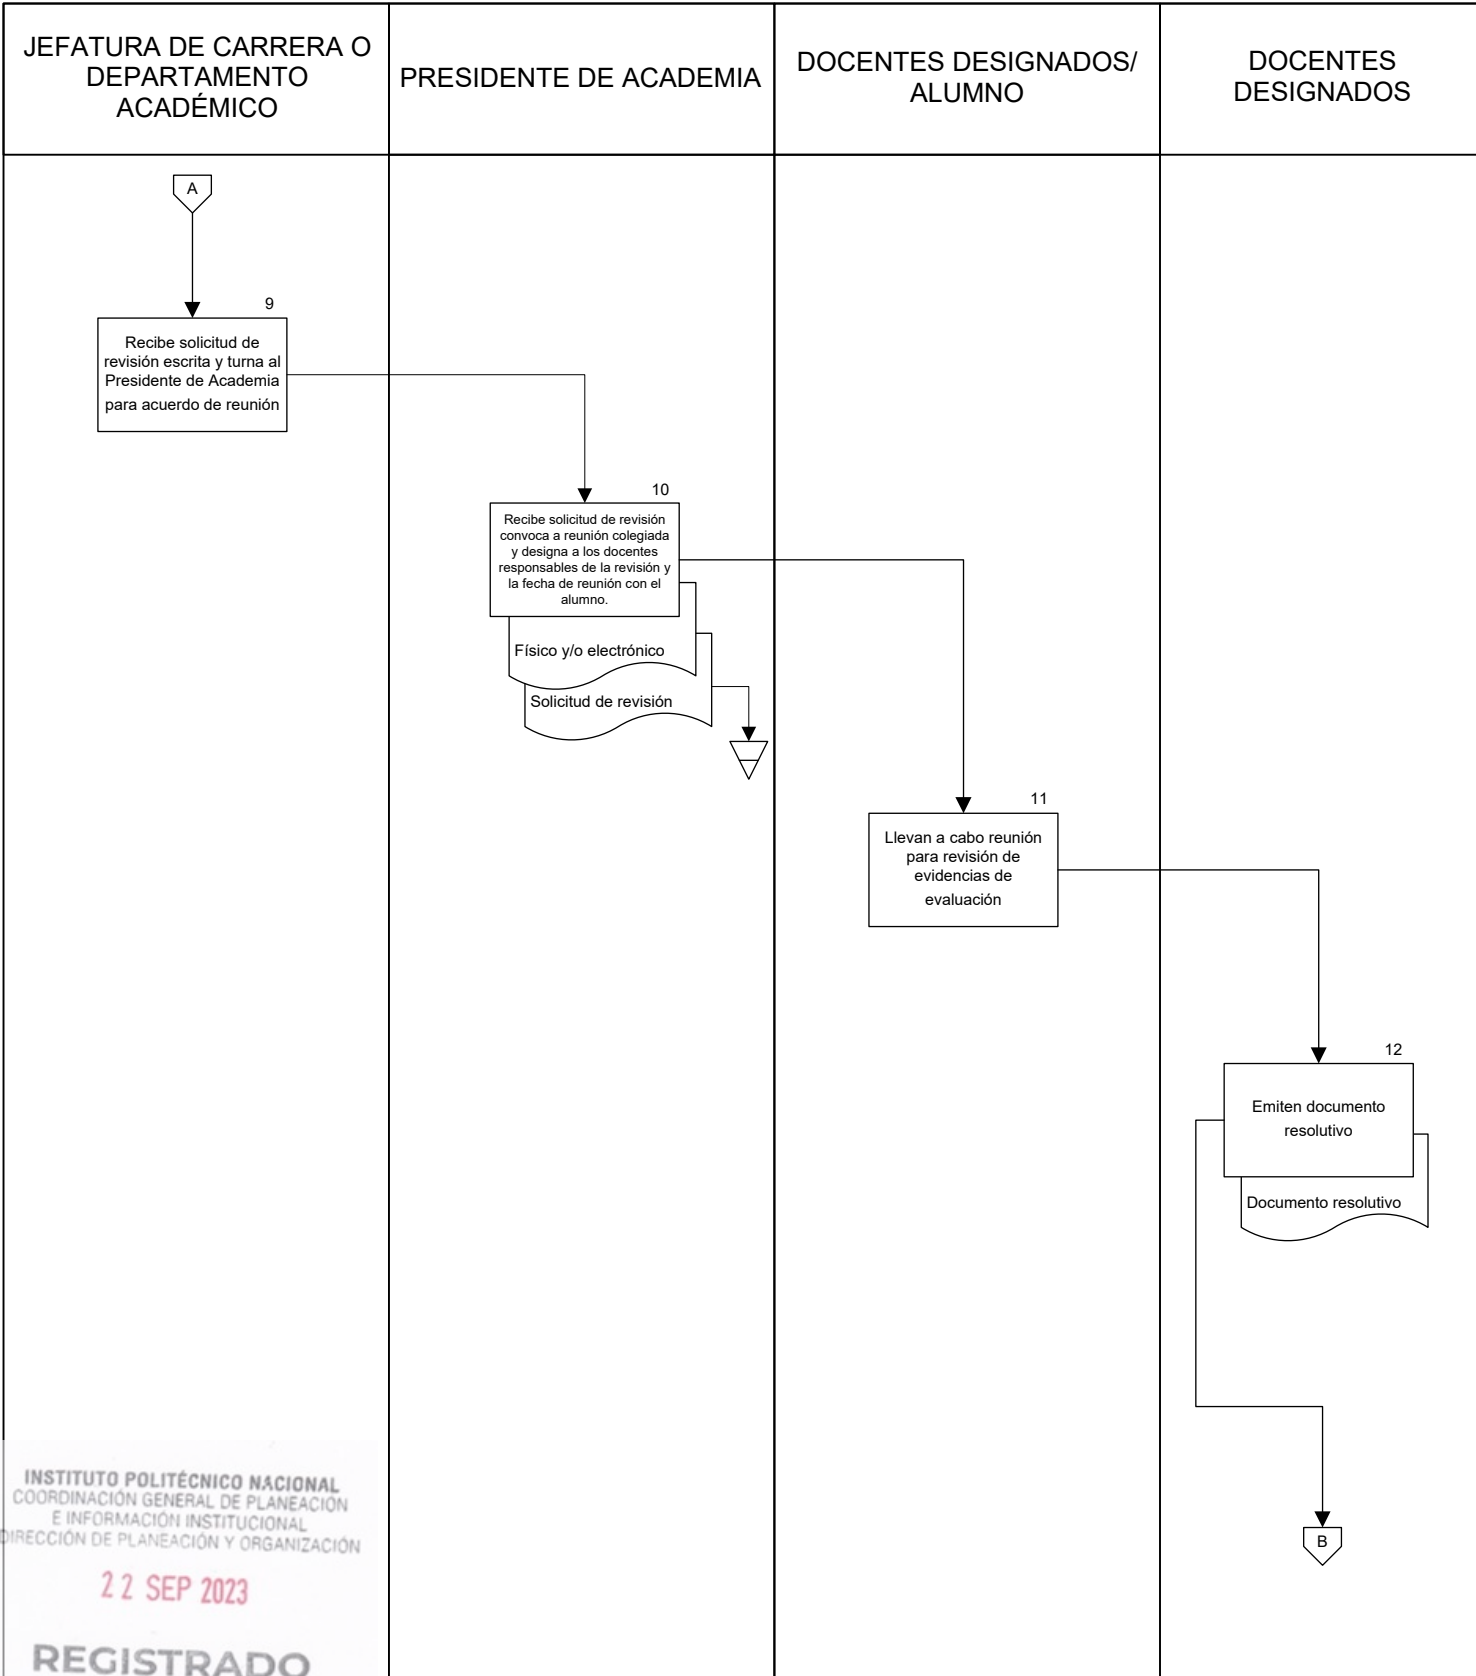 JEFATURA DE CARRERA O
DEPARTAMENTO
ACADÉMICO
PRESIDENTE DE ACADEMIA
DOCENTES DESIGNADOS/
ALUMNO
DOCENTES
DESIGNADOS
A
9
Recibe solicitud de
revisión escrita y turna al
Presidente de Academia
para acuerdo de reunión
10
Recibe solicitud de revisión
convoca a reunión colegiada
y designa a los docentes
responsables de la revisión y
la fecha de reunión con el
alumno.
Físico y/o electrónico
Solicitud de revisión
11
Llevan a cabo reunión
para revisión de
evidencias de
evaluación
12
Emiten documento
resolutivo
Documento resolutivo
B
INSTITUTO POLITÉCNICO NACIONAL
COORDINACIÓN GENERAL DE PLANEACIÓN
E INFORMACIÓN INSTITUCIONAL
DIRECCIÓN DE PLANEACIÓN Y ORGANIZACIÓN
22 SEP 2023
REGISTRADO